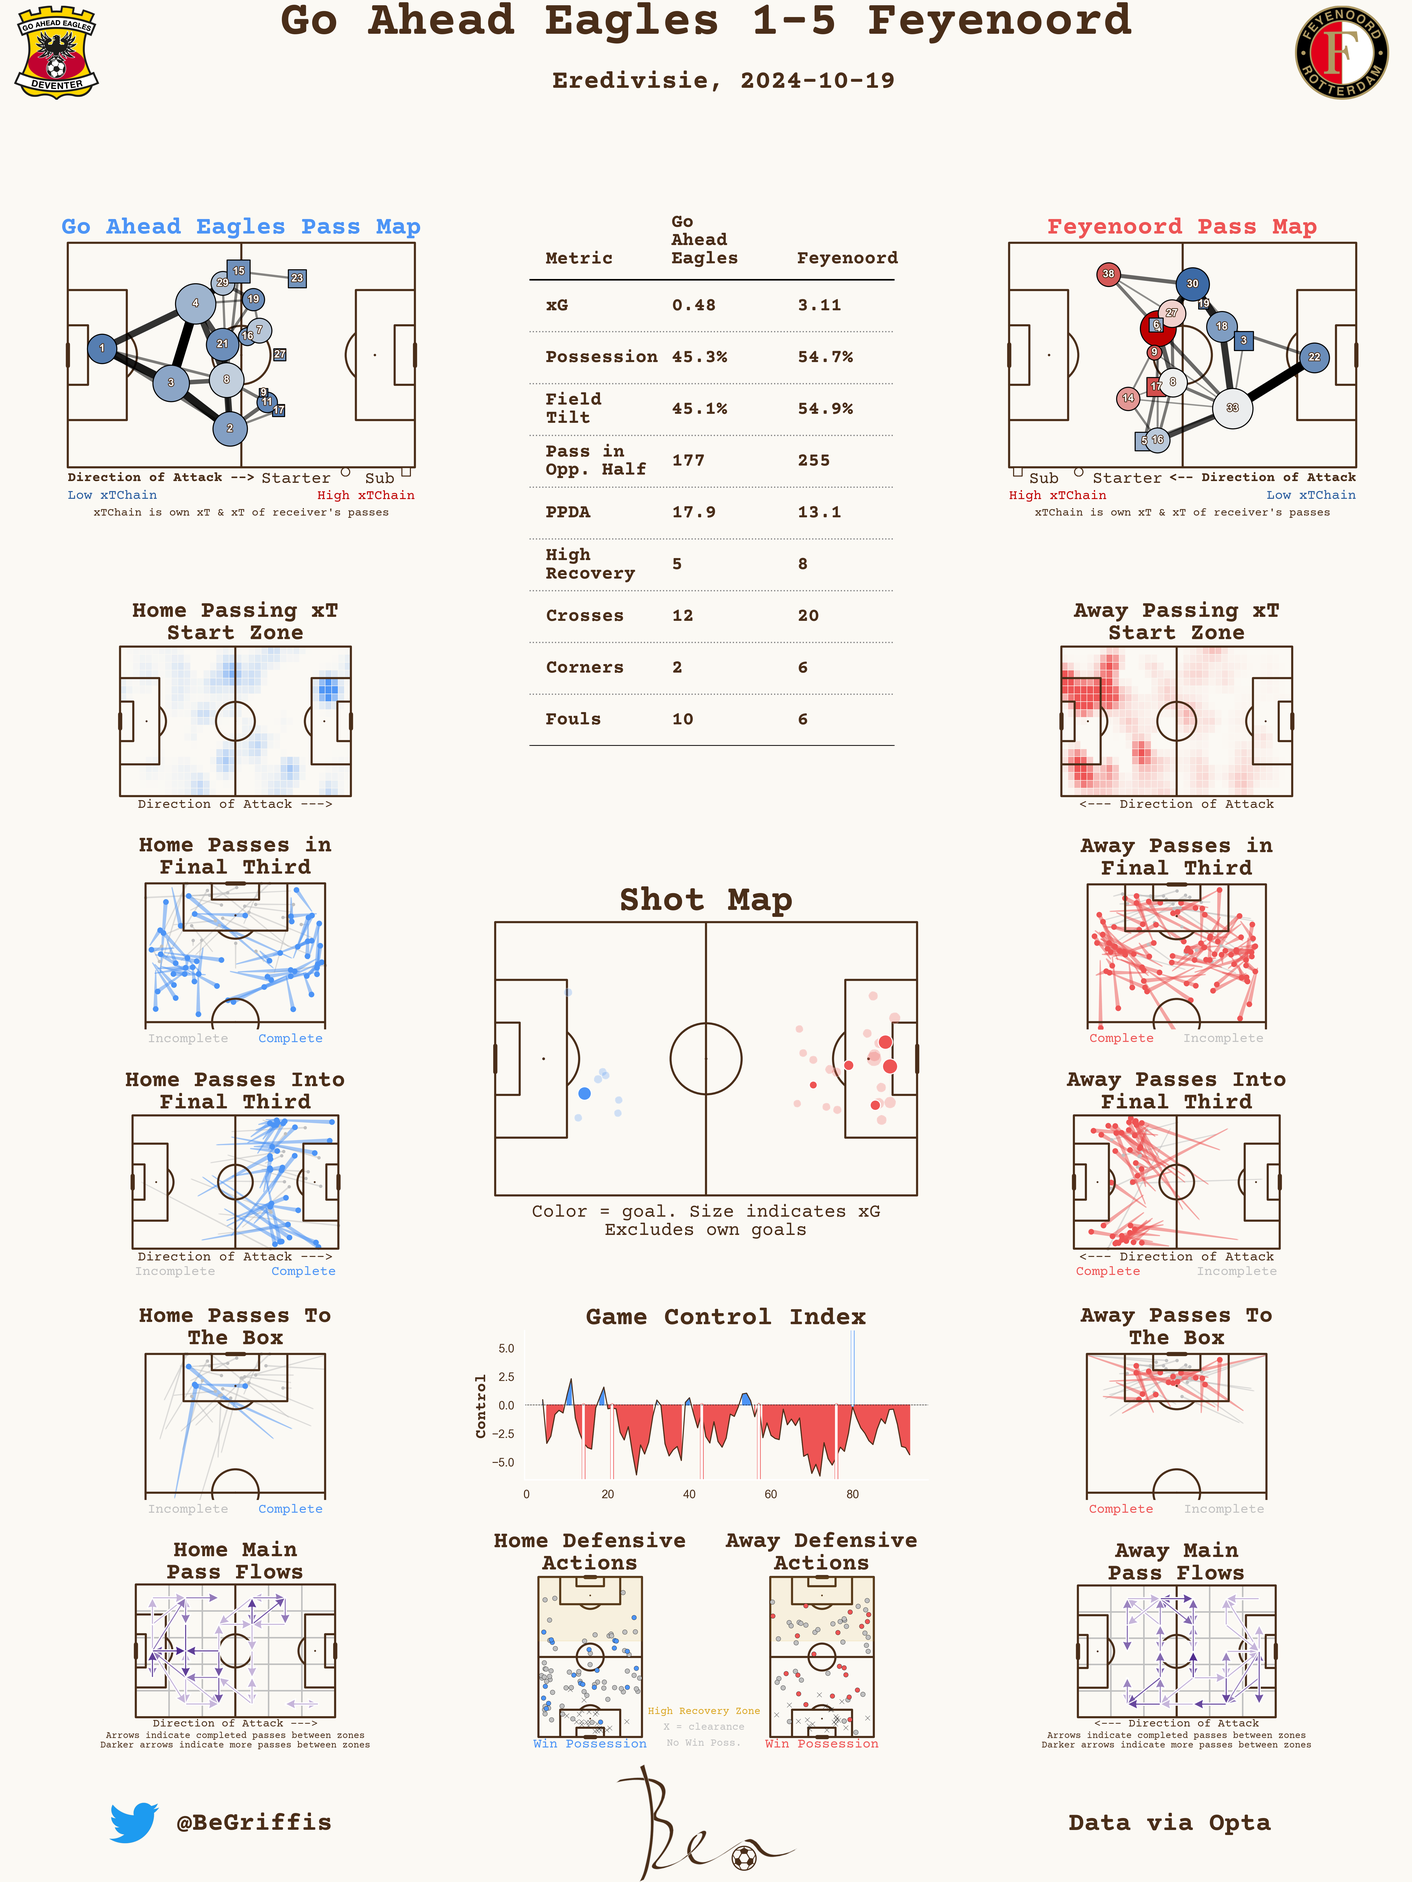 Go Ahead Eagles 1-5 Feyenoord
Eredivisie, 2024-10-19
GO AHEAD EAGLES
DEVENTER
FEYENOORD
F
ROTTERDAM
Go Ahead Eagles Pass Map
15
23
29
4
19
7
16
21
1
27
3
8
9
11
17
2
Direction of Attack --> Starter Sub
Low xTChain High xTChain
xTChain is own xT & xT of receiver's passes
Metric Go Ahead Eagles Feyenoord
xG 0.48 3.11
Possession 45.3% 54.7%
Field Tilt 45.1% 54.9%
Pass in Opp. Half 177 255
PPDA 17.9 13.1
High Recovery 5 8
Crosses 12 20
Corners 2 6
Fouls 10 6
Feyenoord Pass Map
38
30
19
27
6
18
3
9
22
17
8
14
33
5
16
Sub Starter <-- Direction of Attack
High xTChain Low xTChain
xTChain is own xT & xT of receiver's passes
Home Passing xT
Start Zone
Direction of Attack --->
Away Passing xT
Start Zone
<--- Direction of Attack
Home Passes in
Final Third
Incomplete Complete
Away Passes in
Final Third
Complete Incomplete
Shot Map
Color = goal. Size indicates xG
Excludes own goals
Home Passes Into
Final Third
Direction of Attack --->
Incomplete Complete
Away Passes Into
Final Third
<--- Direction of Attack
Complete Incomplete
Home Passes To
The Box
Incomplete Complete
Game Control Index
Control
5.0
2.5
0.0
−2.5
−5.0
0 20 40 60 80
Away Passes To
The Box
Complete Incomplete
Home Main
Pass Flows
Direction of Attack --->
Arrows indicate completed passes between zones
Darker arrows indicate more passes between zones
Home Defensive
Actions
Win Possession
Away Defensive
Actions
Win Possession
High Recovery Zone
X = clearance
No Win Poss.
Away Main
Pass Flows
<--- Direction of Attack
Arrows indicate completed passes between zones
Darker arrows indicate more passes between zones
@BeGriffis
Ben
Data via Opta